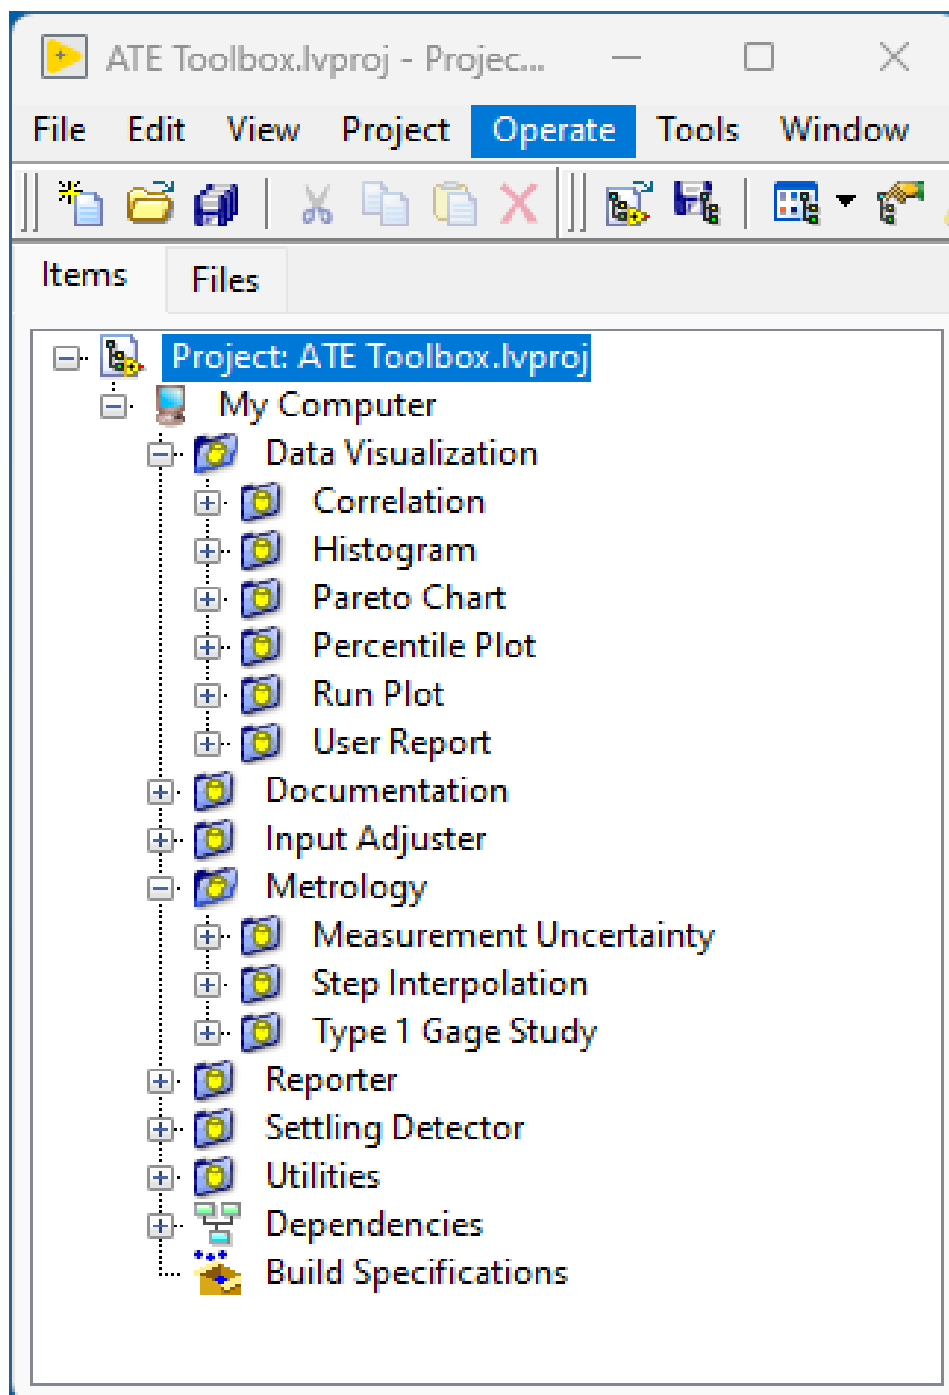 ATE Toolbox.lvproj - Projec...
File Edit View Project Operate Tools Window
Items Files
Project: ATE Toolbox.lvproj
My Computer
Data Visualization
Correlation
Histogram
Pareto Chart
Percentile Plot
Run Plot
User Report
Documentation
Input Adjuster
Metrology
Measurement Uncertainty
Step Interpolation
Type 1 Gage Study
Reporter
Settling Detector
Utilities
Dependencies
Build Specifications